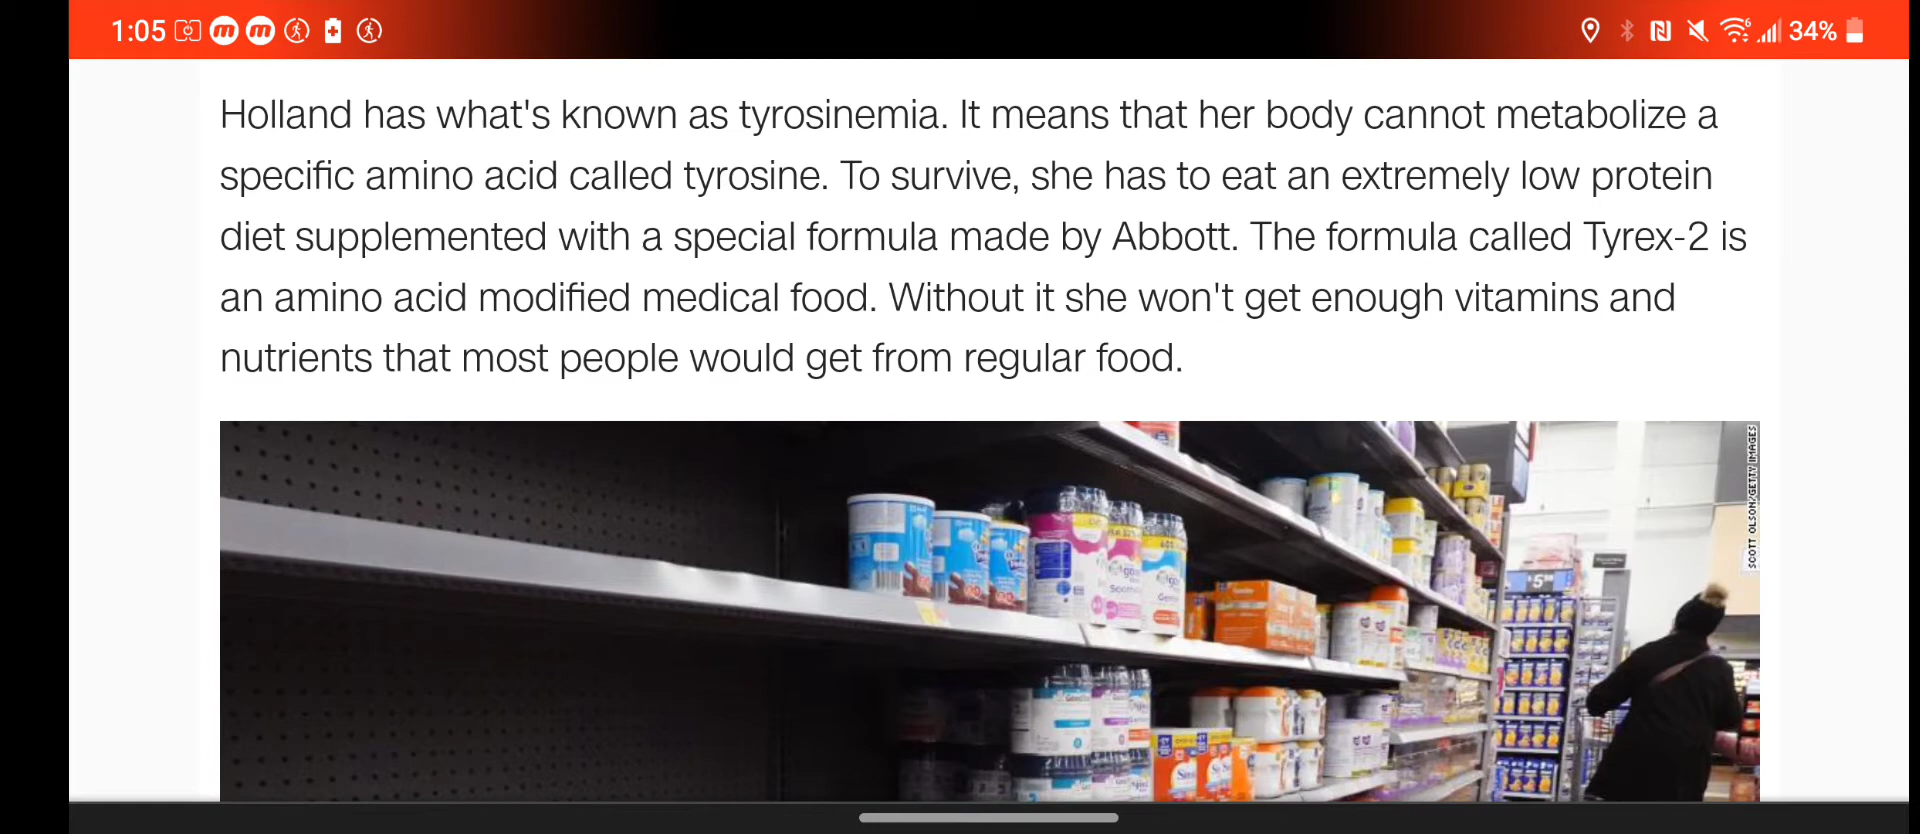 1:05
34%
Holland has what's known as tyrosinemia. It means that her body cannot metabolize a
specific amino acid called tyrosine. To survive, she has to eat an extremely low protein
diet supplemented with a special formula made by Abbott. The formula called Tyrex-2 is
an amino acid modified medical food. Without it she won't get enough vitamins and
nutrients that most people would get from regular food.
SCOTT OLSON/GETTY IMAGES